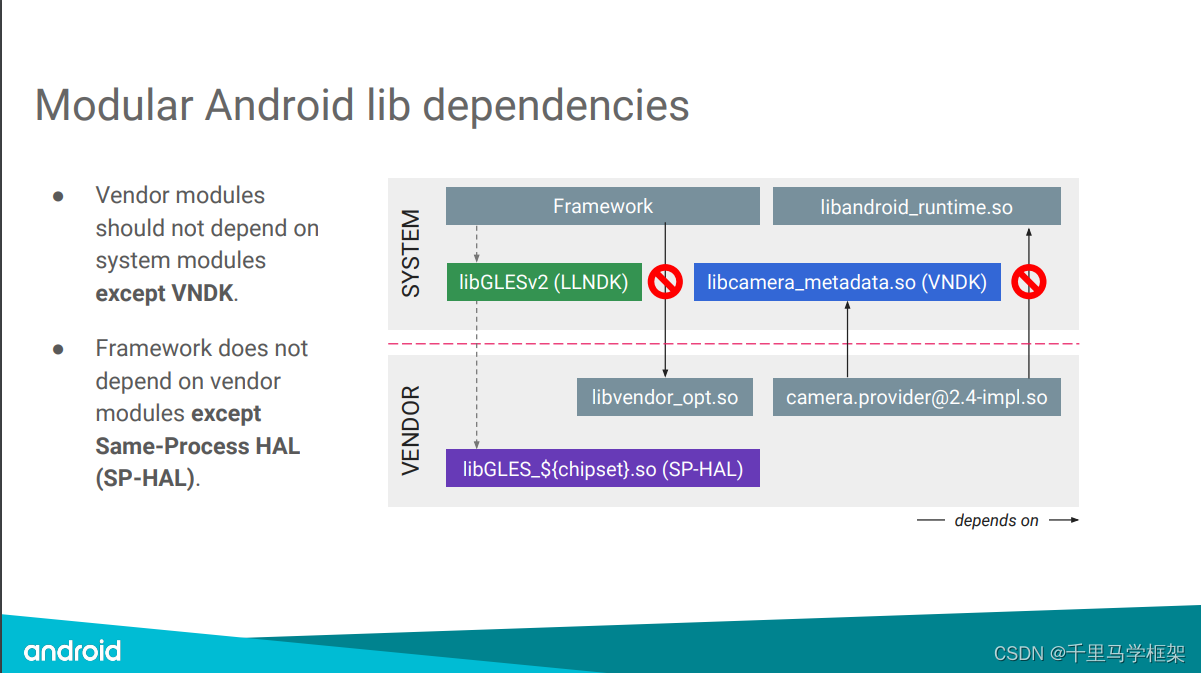 Modular Android lib dependencies
● Vendor modules
should not depend on
system modules
except VNDK.
● Framework does not
depend on vendor
modules except
Same-Process HAL
(SP-HAL).
SYSTEM
Framework
libandroid_runtime.so
libGLESv2 (LLNDK)
libcamera_metadata.so (VNDK)
VENDOR
libvendor_opt.so
camera.provider@2.4-impl.so
libGLES_${chipset}.so (SP-HAL)
depends on
android
CSDN @千里马学框架